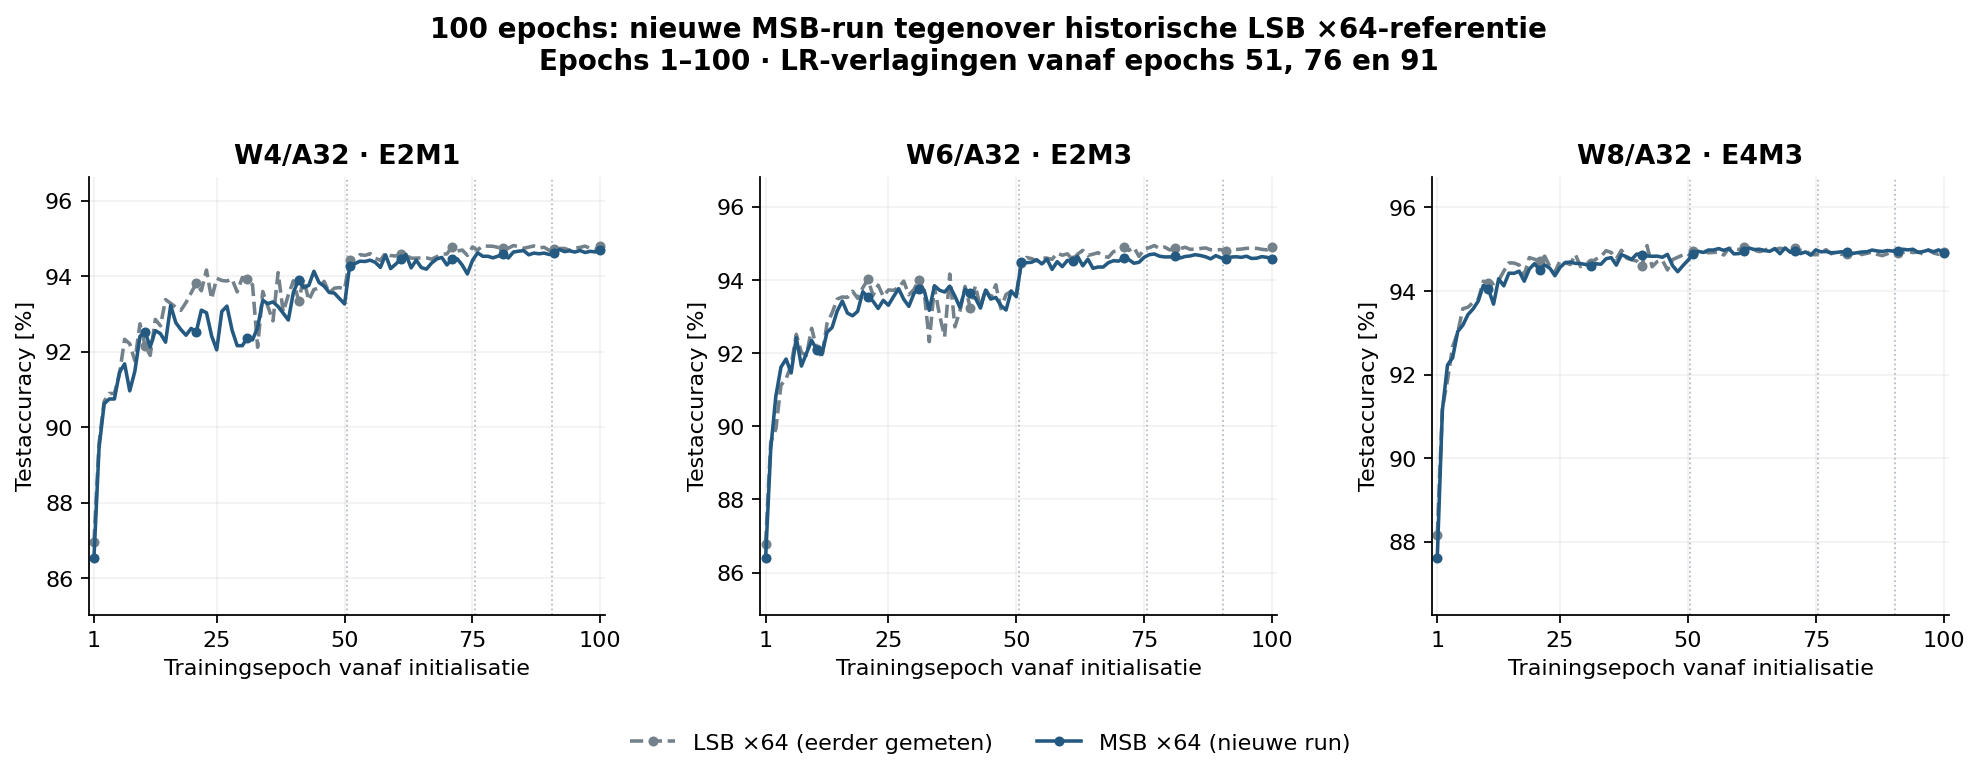 100 epochs: nieuwe MSB-run tegenover historische LSB ×64-referentie
Epochs 1–100 · LR-verlagingen vanaf epochs 51, 76 en 91
W4/A32 · E2M1
Testaccuracy [%]
96
94
92
90
88
86
1 25 50 75 100
Trainingsepoch vanaf initialisatie
W6/A32 · E2M3
Testaccuracy [%]
96
94
92
90
88
86
1 25 50 75 100
Trainingsepoch vanaf initialisatie
W8/A32 · E4M3
Testaccuracy [%]
96
94
92
90
88
1 25 50 75 100
Trainingsepoch vanaf initialisatie
LSB ×64 (eerder gemeten)
MSB ×64 (nieuwe run)